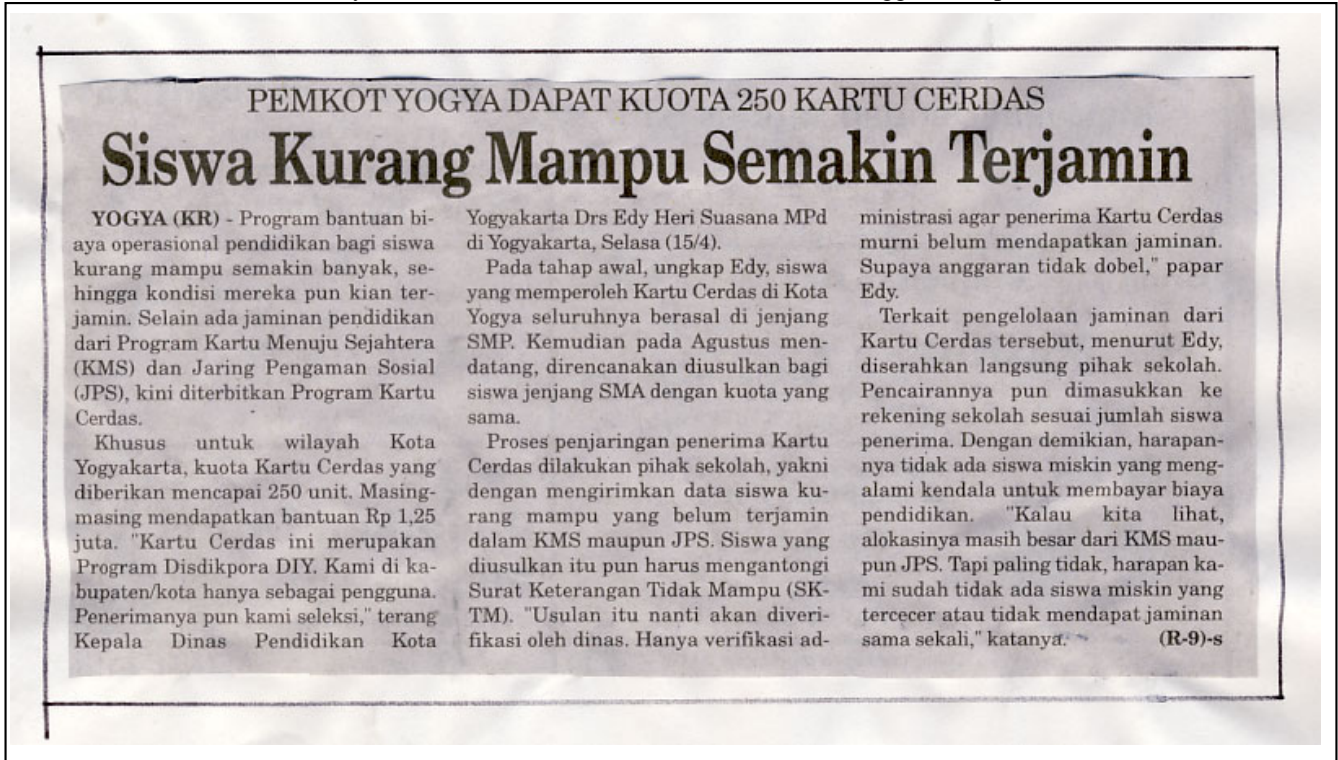 PEMKOT YOGYA DAPAT KUOTA 250 KARTU CERDAS
Siswa Kurang Mampu Semakin Terjamin
YOGYA (KR) - Program bantuan bi-
aya operasional pendidikan bagi siswa
kurang mampu semakin banyak, se-
hingga kondisi mereka pun kian ter-
jamin. Selain ada jaminan pendidikan
dari Program Kartu Menuju Sejahtera
(KMS) dan Jaring Pengaman Sosial
(JPS), kini diterbitkan Program Kartu
Cerdas.
Khusus untuk wilayah Kota
Yogyakarta, kuota Kartu Cerdas yang
diberikan mencapai 250 unit. Masing-
masing mendapatkan bantuan Rp 1,25
juta. "Kartu Cerdas ini merupakan
Program Disdikpora DIY. Kami di ka-
bupaten/kota hanya sebagai pengguna.
Penerimanya pun kami seleksi," terang
Kepala Dinas Pendidikan Kota
Yogyakarta Drs Edy Heri Suasana MPd
di Yogyakarta, Selasa (15/4).
Pada tahap awal, ungkap Edy, siswa
yang memperoleh Kartu Cerdas di Kota
Yogya seluruhnya berasal di jenjang
SMP. Kemudian pada Agustus men-
datang, direncanakan diusulkan bagi
siswa jenjang SMA dengan kuota yang
sama.
Proses penjaringan penerima Kartu
Cerdas dilakukan pihak sekolah, yakni
dengan mengirimkan data siswa ku-
rang mampu yang belum terjamin
dalam KMS maupun JPS. Siswa yang
diusulkan itu pun harus mengantongi
Surat Keterangan Tidak Mampu (SK-
TM). "Usulan itu nanti akan diveri-
fikasi oleh dinas. Hanya verifikasi ad-
ministrasi agar penerima Kartu Cerdas
murni belum mendapatkan jaminan.
Supaya anggaran tidak dobel," papar
Edy.
Terkait pengelolaan jaminan dari
Kartu Cerdas tersebut, menurut Edy,
diserahkan langsung pihak sekolah.
Pencairannya pun dimasukkan ke
rekening sekolah sesuai jumlah siswa
penerima. Dengan demikian, harapan-
nya tidak ada siswa miskin yang meng-
alami kendala untuk membayar biaya
pendidikan. "Kalau kita lihat,
alokasinya masih besar dari KMS mau-
pun JPS. Tapi paling tidak, harapan ka-
mi sudah tidak ada siswa miskin yang
tercecer atau tidak mendapat jaminan
sama sekali," katanya. (R-9)-s